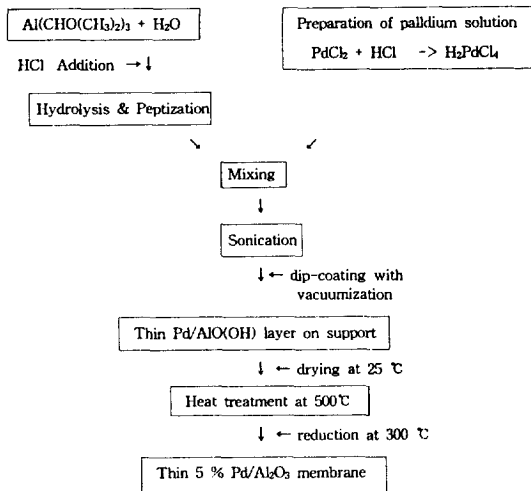 Al(CHO(CH₃)₂)₃ + H₂O
HCl Addition → ↓
Hydrolysis & Peptization
Preparation of palldium solution
PdCl₂ + HCl -> H₂PdCl₄
↘ ↙
Mixing
↓
Sonication
↓ ← dip-coating with
vacuumization
Thin Pd/AlO(OH) layer on support
↓ ← drying at 25 ℃
Heat treatment at 500℃
↓ ← reduction at 300 ℃
Thin 5 % Pd/Al₂O₃ membrane